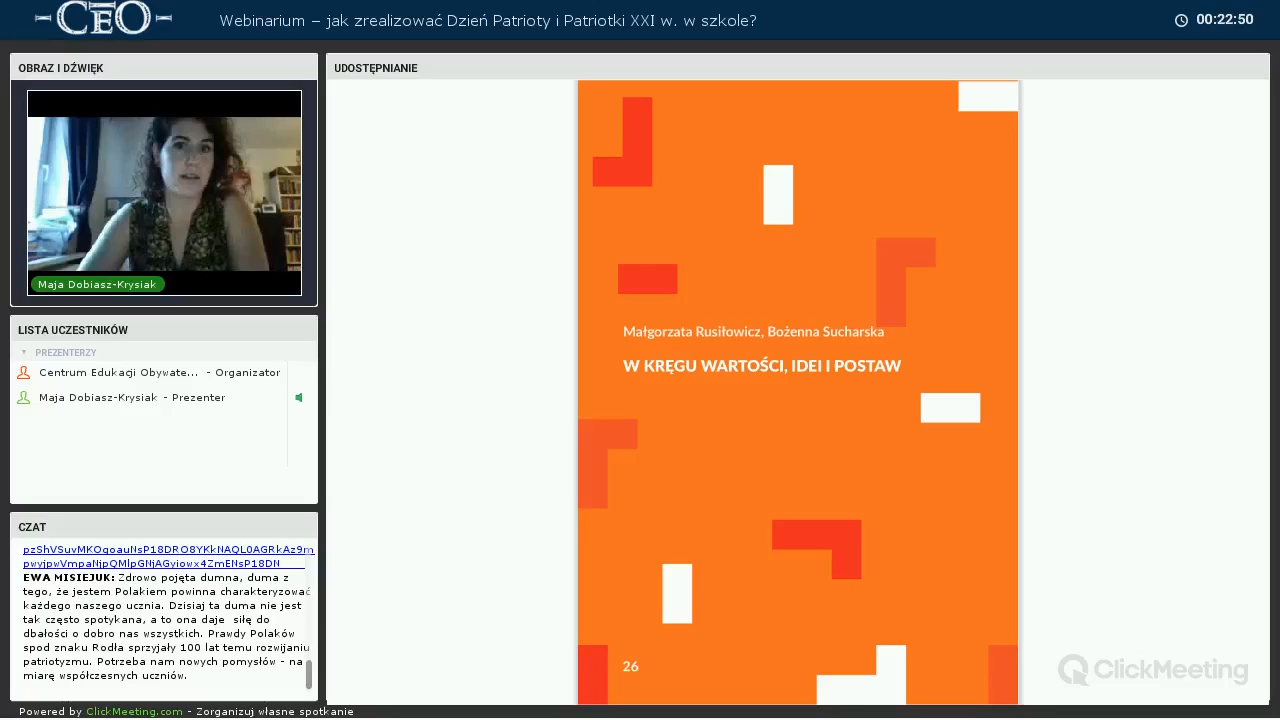 CEO
Webinarium – jak zrealizować Dzień Patrioty i Patriotki XXI w. w szkole?
00:22:50
OBRAZ I DŹWIĘK
UDOSTĘPNIANIE
Maja Dobiasz-Krysiak
LISTA UCZESTNIKÓW
PREZENTERZY
Centrum Edukacji Obywate... - Organizator
Maja Dobiasz-Krysiak - Prezenter
Małgorzata Rusiłowicz, Bożenna Sucharska
W KRĘGU WARTOŚCI, IDEI I POSTAW
26
CZAT
EWA MISIEJUK: Zdrowo pojęta dumna, duma z
tego, że jestem Polakiem powinna charakteryzować
każdego naszego ucznia. Dzisiaj ta duma nie jest
tak często spotykana, a to ona daje siłę do
dbałości o dobro nas wszystkich. Prawdy Polaków
spod znaku Rodła sprzyjały 100 lat temu rozwijaniu
patriotyzmu. Potrzeba nam nowych pomysłów - na
miarę współczesnych uczniów.
ClickMeeting
Powered by ClickMeeting.com - Zorganizuj własne spotkanie